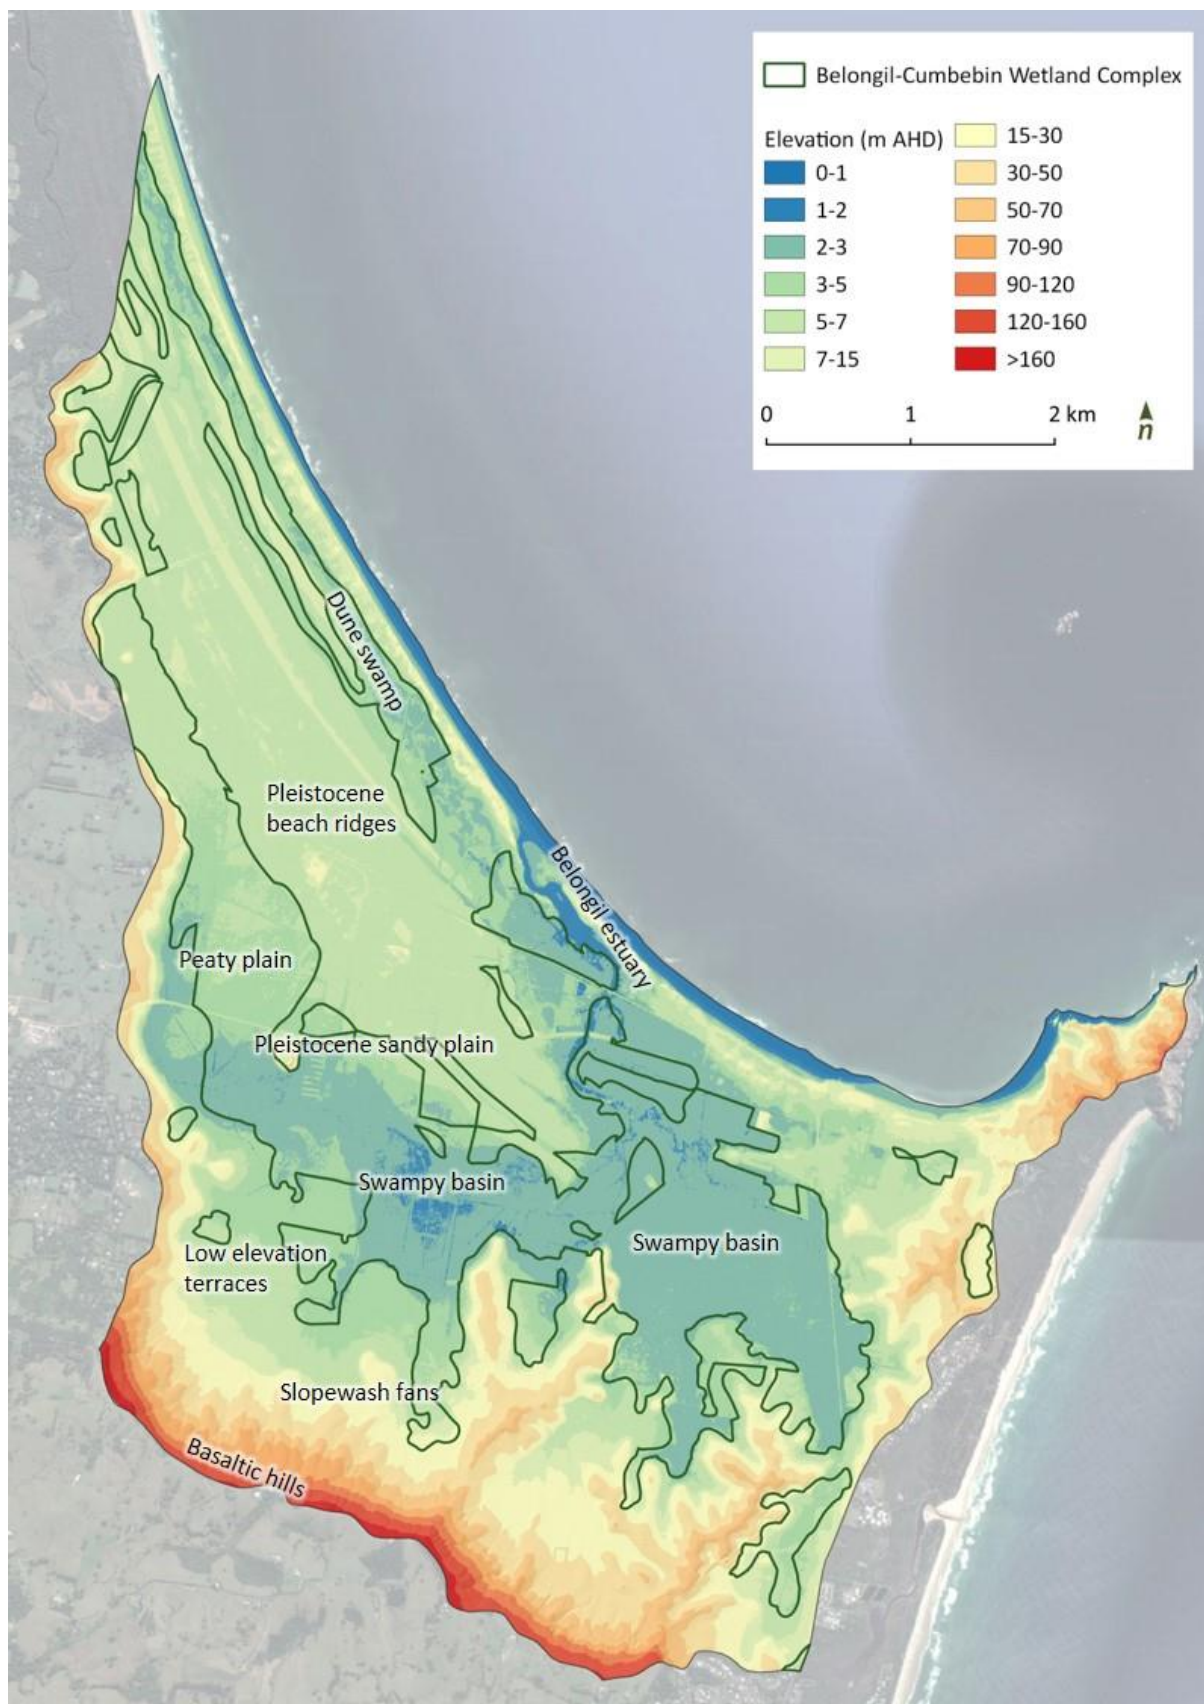 Belongil-Cumbebin Wetland Complex
Elevation (m AHD)
0-1
1-2
2-3
3-5
5-7
7-15
15-30
30-50
50-70
70-90
90-120
120-160
>160
0 1 2 km
n
Dune swamp
Pleistocene
beach ridges
Belongil estuary
Peaty plain
Pleistocene sandy plain
Swampy basin
Swampy basin
Low elevation
terraces
Slopewash fans
Basaltic hills